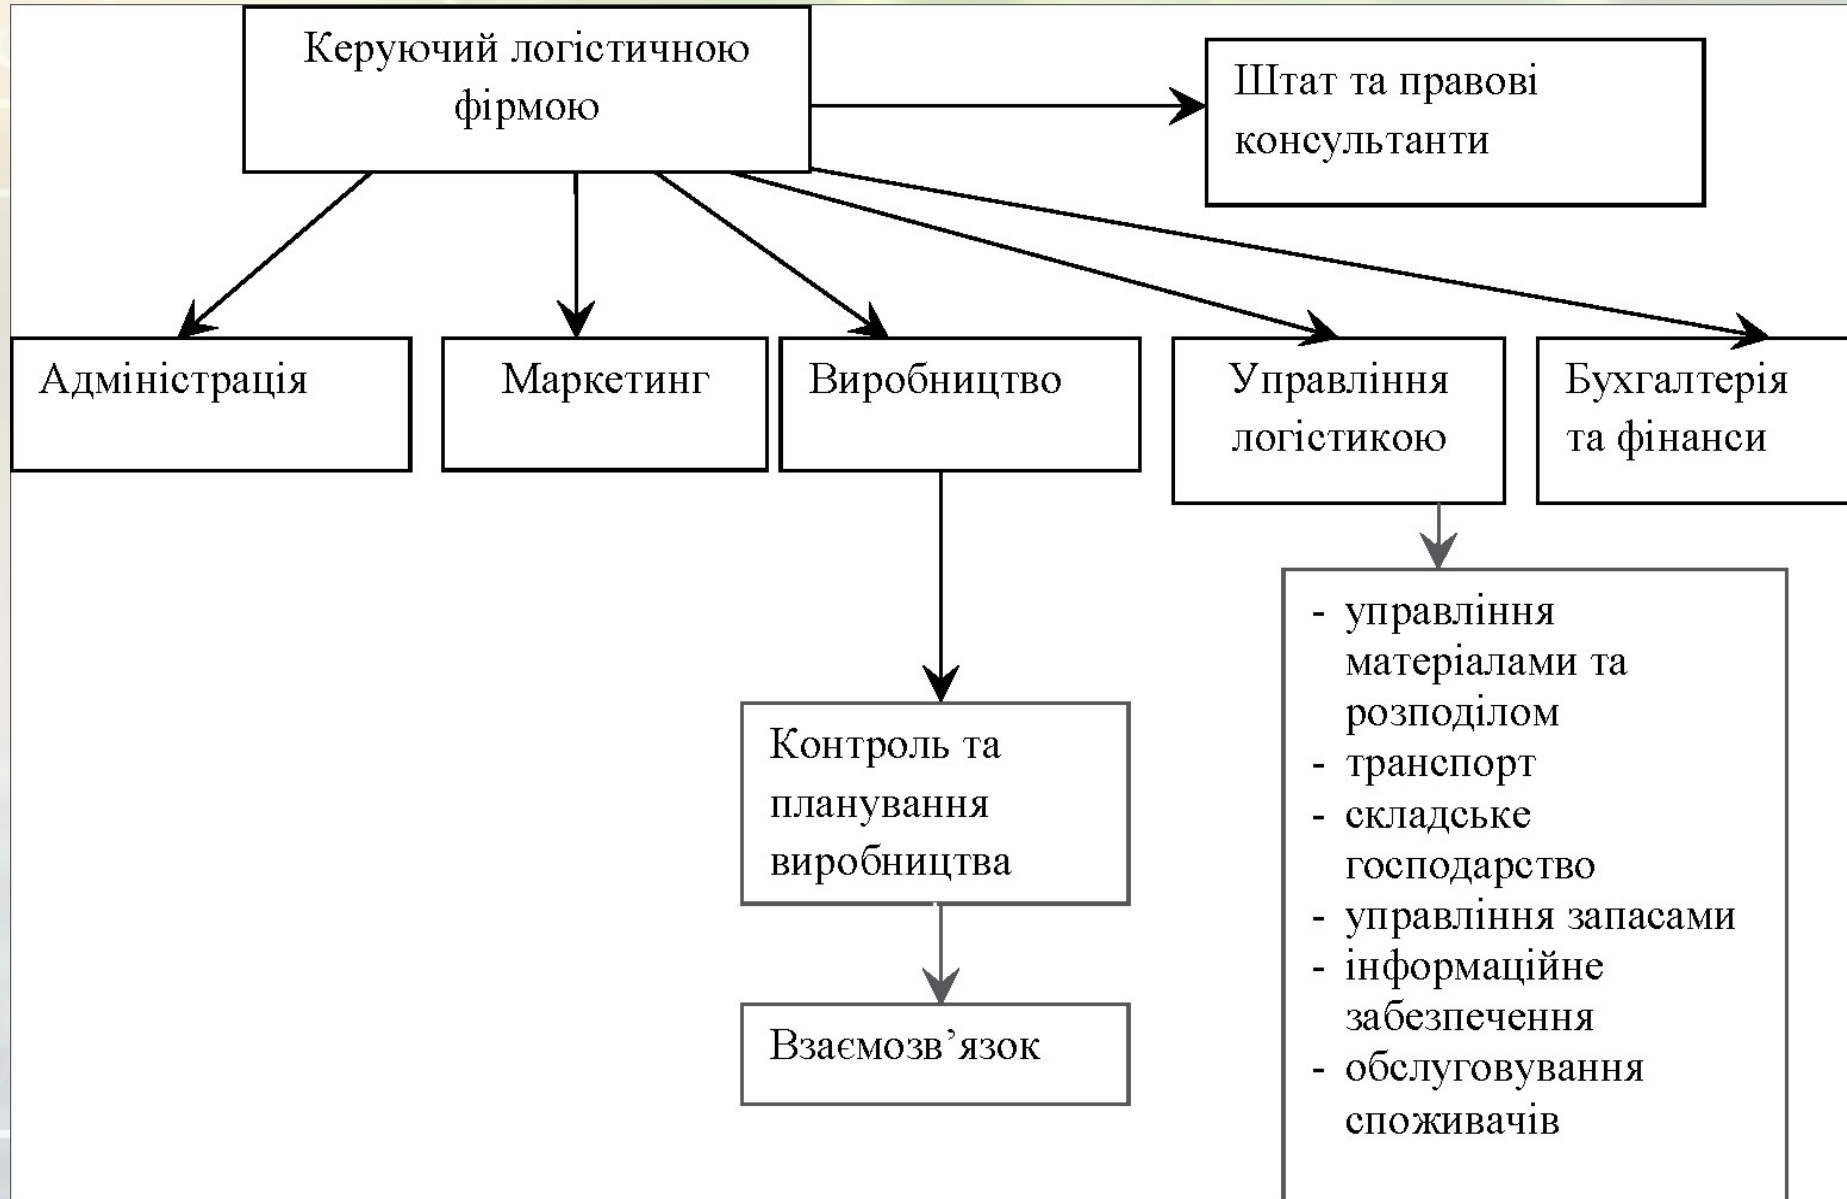 Керуючий логістичною
фірмою
Штат та правові
консультанти
Адміністрація
Маркетинг
Виробництво
Управління
логістикою
Бухгалтерія
та фінанси
Контроль та
планування
виробництва
Взаємозв’язок
- управління
матеріалами та
розподілом
- транспорт
- складське
господарство
- управління запасами
- інформаційне
забезпечення
- обслуговування
споживачів